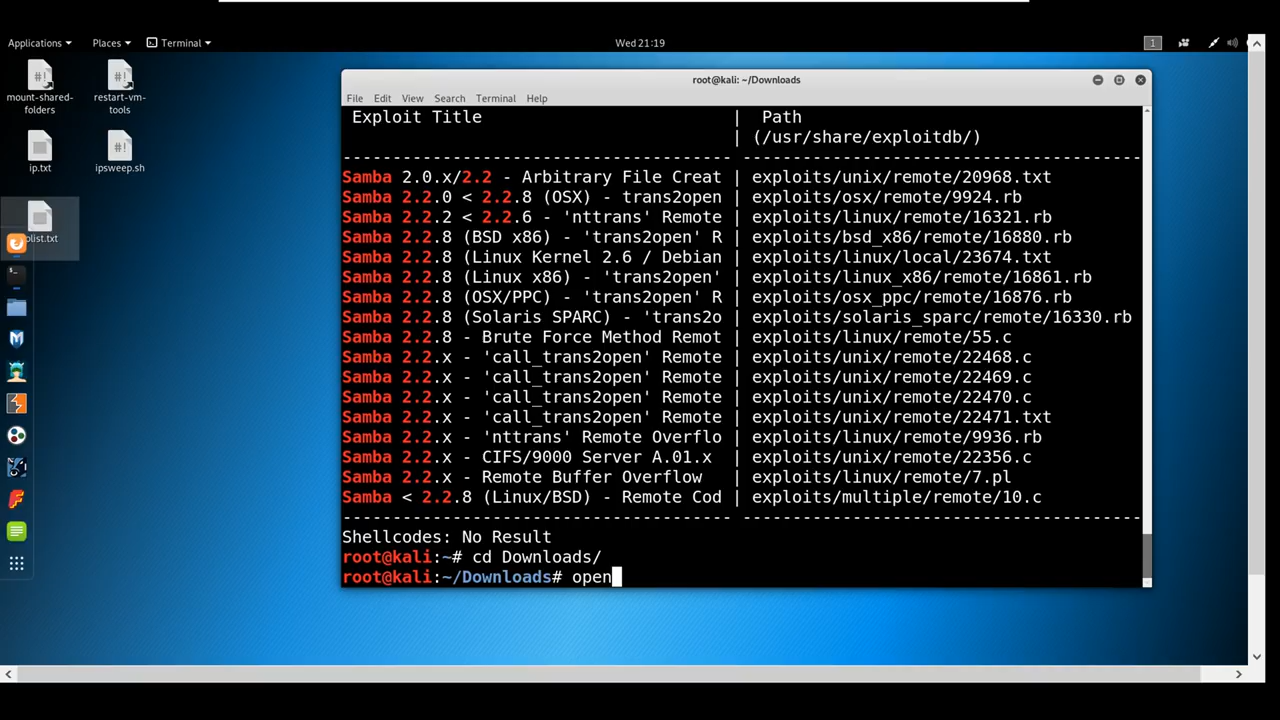 Applications Places Terminal Wed 21:19 1
mount-shared-folders
restart-vm-tools
ip.txt
ipsweep.sh
list.txt
root@kali: ~/Downloads
File Edit View Search Terminal Help
Exploit Title | Path
| (/usr/share/exploitdb/)
Samba 2.0.x/2.2 - Arbitrary File Creat | exploits/unix/remote/20968.txt
Samba 2.2.0 < 2.2.8 (OSX) - trans2open | exploits/osx/remote/9924.rb
Samba 2.2.2 < 2.2.6 - 'nttrans' Remote | exploits/linux/remote/16321.rb
Samba 2.2.8 (BSD x86) - 'trans2open' R | exploits/bsd_x86/remote/16880.rb
Samba 2.2.8 (Linux Kernel 2.6 / Debian | exploits/linux/local/23674.txt
Samba 2.2.8 (Linux x86) - 'trans2open' | exploits/linux_x86/remote/16861.rb
Samba 2.2.8 (OSX/PPC) - 'trans2open' R | exploits/osx_ppc/remote/16876.rb
Samba 2.2.8 (Solaris SPARC) - 'trans2o | exploits/solaris_sparc/remote/16330.rb
Samba 2.2.8 - Brute Force Method Remot | exploits/linux/remote/55.c
Samba 2.2.x - 'call_trans2open' Remote | exploits/unix/remote/22468.c
Samba 2.2.x - 'call_trans2open' Remote | exploits/unix/remote/22469.c
Samba 2.2.x - 'call_trans2open' Remote | exploits/unix/remote/22470.c
Samba 2.2.x - 'call_trans2open' Remote | exploits/unix/remote/22471.txt
Samba 2.2.x - 'nttrans' Remote Overflo | exploits/linux/remote/9936.rb
Samba 2.2.x - CIFS/9000 Server A.01.x | exploits/unix/remote/22356.c
Samba 2.2.x - Remote Buffer Overflow | exploits/linux/remote/7.pl
Samba < 2.2.8 (Linux/BSD) - Remote Cod | exploits/multiple/remote/10.c
Shellcodes: No Result
root@kali:~# cd Downloads/
root@kali:~/Downloads# open